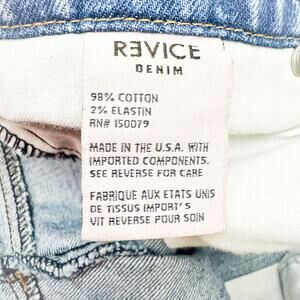 REVICE
DENIM
98% COTTON
2% ELASTIN
RN# 150079
MADE IN THE U.S.A. WITH
IMPORTED COMPONENTS.
SEE REVERSE FOR CARE
FABRIQUE AUX ETATS UNIS
DE TISSUS IMPORT'S
VIT REVERSE POUR SOIN